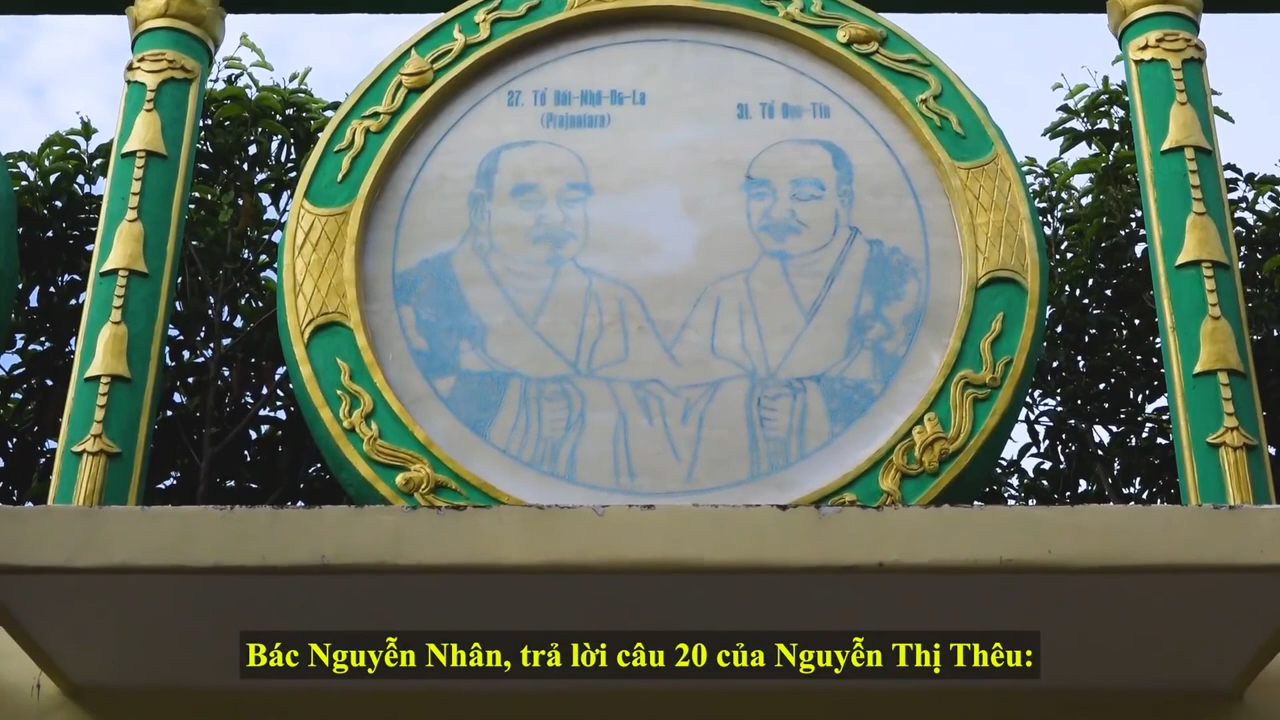 27. Tổ Bát-Nhã-Đa-La
31. Tổ Đạo-Tín
(Prajnatara)
Bác Nguyễn Nhân, trả lời câu 20 của Nguyễn Thị Thêu: